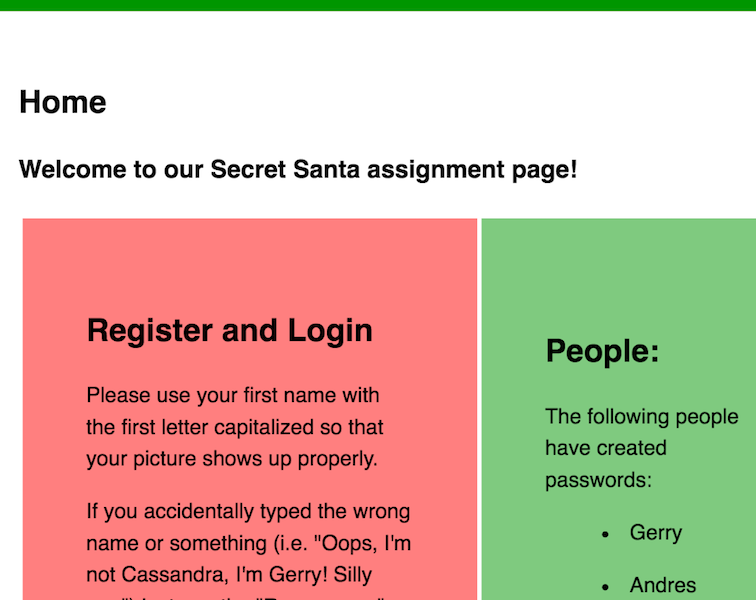 Home
Welcome to our Secret Santa assignment page!
Register and Login
Please use your first name with
the first letter capitalized so that
your picture shows up properly.
If you accidentally typed the wrong
name or something (i.e. "Oops, I'm
not Cassandra, I'm Gerry! Silly
People:
The following people
have created
passwords:
Gerry
Andres